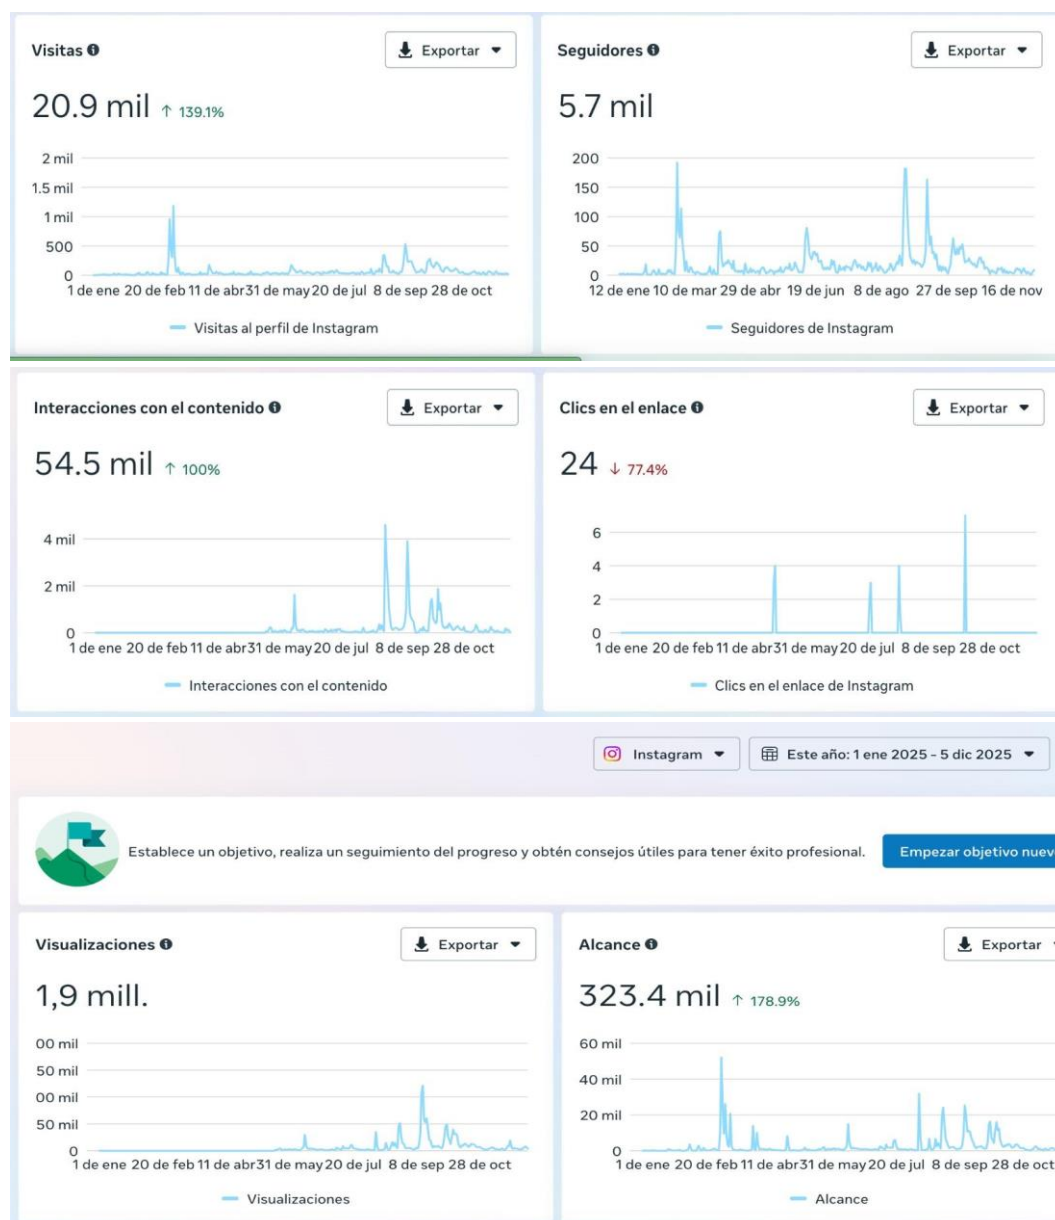 Visitas
Exportar
Seguidores
Exportar
20.9 mil ↑ 139.1%
5.7 mil
2 mil
1.5 mil
1 mil
500
0
1 de ene 20 de feb 11 de abr 31 de may 20 de jul 8 de sep 28 de oct
Visitas al perfil de Instagram
200
150
100
50
0
12 de ene 10 de mar 29 de abr 19 de jun 8 de ago 27 de sep 16 de nov
Seguidores de Instagram
Interacciones con el contenido
Exportar
Clics en el enlace
Exportar
54.5 mil ↑ 100%
24 ↓ 77.4%
4 mil
2 mil
0
1 de ene 20 de feb 11 de abr 31 de may 20 de jul 8 de sep 28 de oct
Interacciones con el contenido
6
4
2
0
1 de ene 20 de feb 11 de abr 31 de may 20 de jul 8 de sep 28 de oct
Clics en el enlace de Instagram
Instagram
Este año: 1 ene 2025 - 5 dic 2025
Establece un objetivo, realiza un seguimiento del progreso y obtén consejos útiles para tener éxito profesional.
Empezar objetivo nuev
Visualizaciones
Exportar
Alcance
Exportar
1,9 mill.
323.4 mil ↑ 178.9%
00 mil
50 mil
00 mil
50 mil
0
1 de ene 20 de feb 11 de abr 31 de may 20 de jul 8 de sep 28 de oct
Visualizaciones
60 mil
40 mil
20 mil
0
1 de ene 20 de feb 11 de abr 31 de may 20 de jul 8 de sep 28 de oct
Alcance